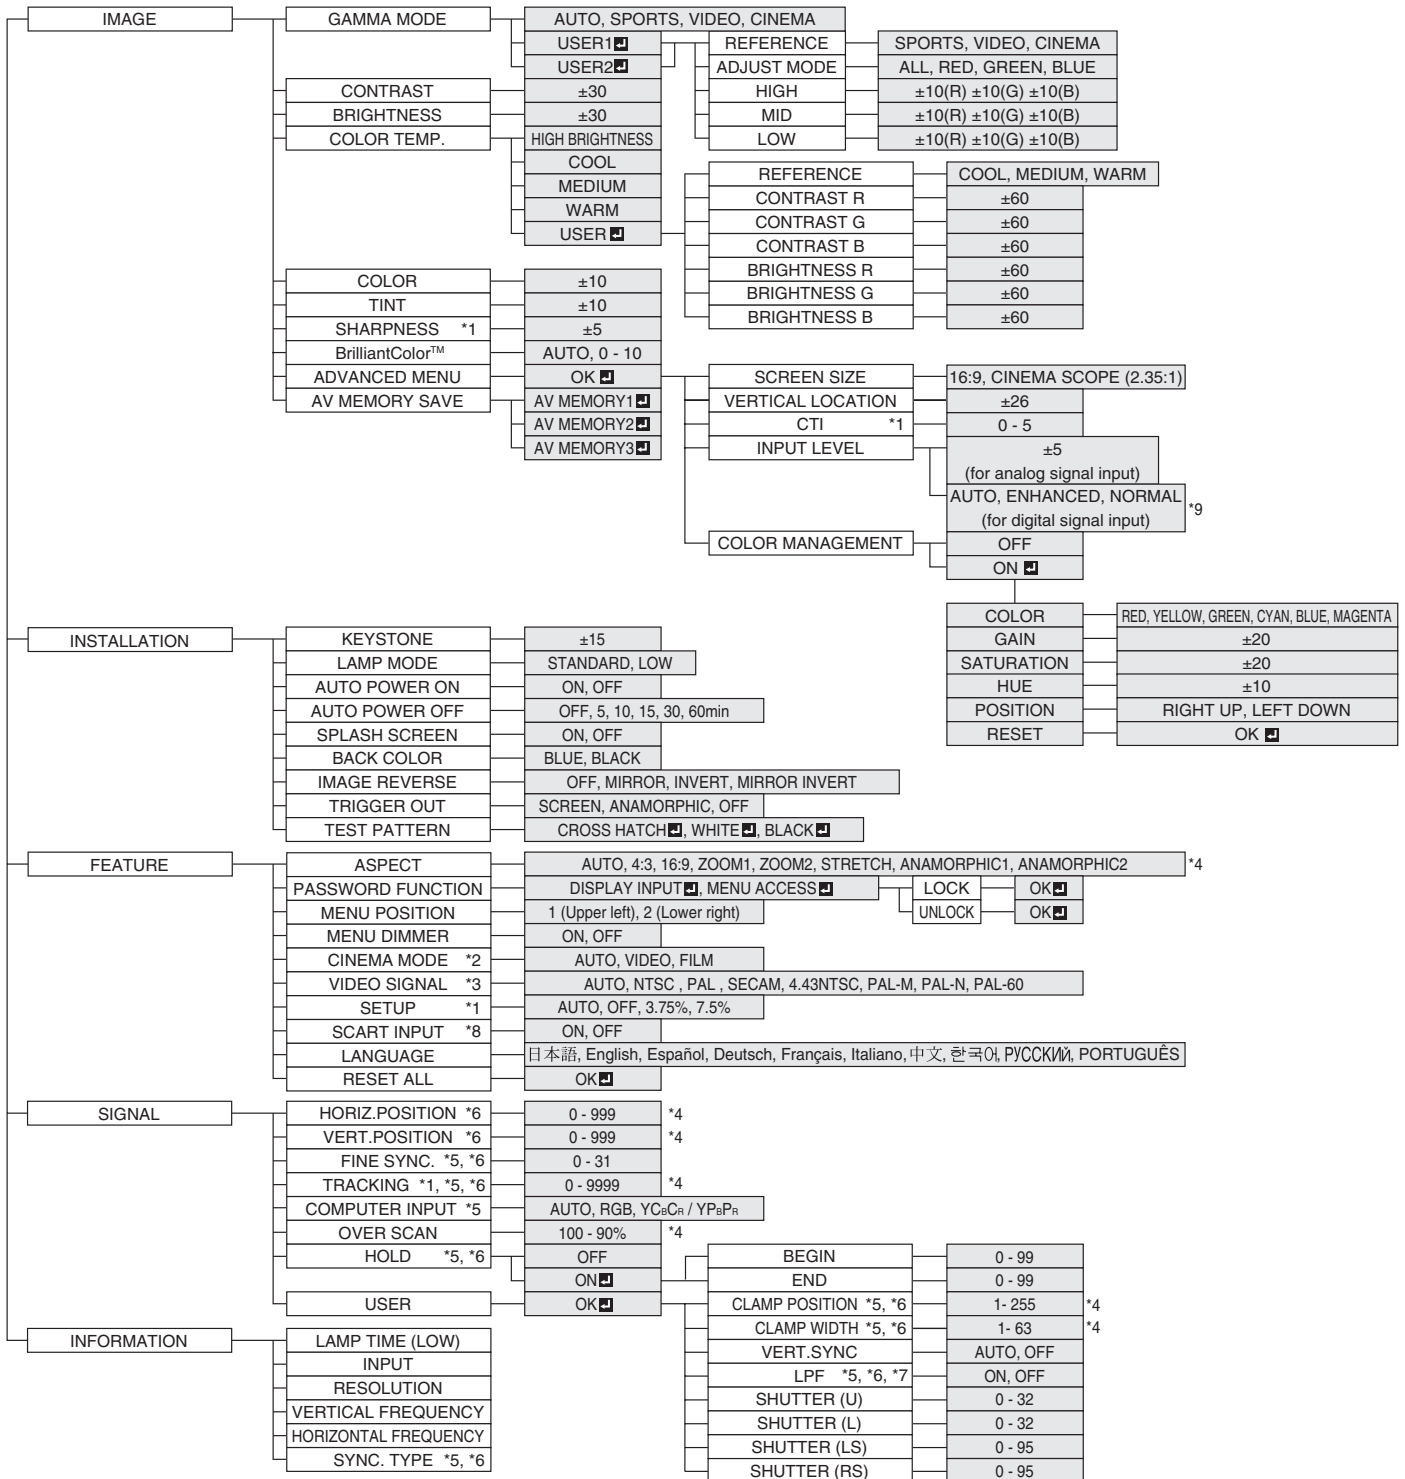 IMAGE GAMMA MODE AUTO, SPORTS, VIDEO, CINEMA
USER1 REFERENCE SPORTS, VIDEO, CINEMA
USER2 ADJUST MODE ALL, RED, GREEN, BLUE
CONTRAST ±30 HIGH ±10(R) ±10(G) ±10(B)
BRIGHTNESS ±30 MID ±10(R) ±10(G) ±10(B)
COLOR TEMP. HIGH BRIGHTNESS LOW ±10(R) ±10(G) ±10(B)
COOL
REFERENCE COOL, MEDIUM, WARM
MEDIUM CONTRAST R ±60
WARM CONTRAST G ±60
USER CONTRAST B ±60
BRIGHTNESS R ±60
COLOR ±10
BRIGHTNESS G ±60
TINT ±10
BRIGHTNESS B ±60
SHARPNESS *1 ±5
BrilliantColor™ AUTO, 0 - 10
ADVANCED MENU OK SCREEN SIZE 16:9, CINEMA SCOPE (2.35:1)
AV MEMORY SAVE AV MEMORY1 VERTICAL LOCATION ±26
AV MEMORY2 CTI *1 0 - 5
AV MEMORY3 INPUT LEVEL ±5
(for analog signal input)
AUTO, ENHANCED, NORMAL *9
(for digital signal input)
COLOR MANAGEMENT OFF
ON
COLOR RED, YELLOW, GREEN, CYAN, BLUE, MAGENTA
INSTALLATION KEYSTONE ±15 GAIN ±20
LAMP MODE STANDARD, LOW SATURATION ±20
AUTO POWER ON ON, OFF HUE ±10
AUTO POWER OFF OFF, 5, 10, 15, 30, 60min POSITION RIGHT UP, LEFT DOWN
SPLASH SCREEN ON, OFF RESET OK
BACK COLOR BLUE, BLACK
IMAGE REVERSE OFF, MIRROR, INVERT, MIRROR INVERT
TRIGGER OUT SCREEN, ANAMORPHIC, OFF
TEST PATTERN CROSS HATCH, WHITE, BLACK
FEATURE ASPECT AUTO, 4:3, 16:9, ZOOM1, ZOOM2, STRETCH, ANAMORPHIC1, ANAMORPHIC2 *4
PASSWORD FUNCTION DISPLAY INPUT, MENU ACCESS LOCK OK
MENU POSITION 1 (Upper left), 2 (Lower right) UNLOCK OK
MENU DIMMER ON, OFF
CINEMA MODE *2 AUTO, VIDEO, FILM
VIDEO SIGNAL *3 AUTO, NTSC , PAL , SECAM, 4.43NTSC, PAL-M, PAL-N, PAL-60
SETUP *1 AUTO, OFF, 3.75%, 7.5%
SCART INPUT *8 ON, OFF
LANGUAGE 日本語, English, Español, Deutsch, Français, Italiano, 中文, 한국어, РУССКИЙ, PORTUGUÊS
RESET ALL OK
SIGNAL HORIZ.POSITION *6 0 - 999 *4
VERT.POSITION *6 0 - 999 *4
FINE SYNC. *5, *6 0 - 31
TRACKING *1, *5, *6 0 - 9999 *4
COMPUTER INPUT *5 AUTO, RGB, YCBCR / YPBPR
OVER SCAN 100 - 90% *4
HOLD *5, *6 OFF BEGIN 0 - 99
ON END 0 - 99
USER OK CLAMP POSITION *5, *6 1- 255 *4
CLAMP WIDTH *5, *6 1- 63 *4
INFORMATION LAMP TIME (LOW) VERT.SYNC AUTO, OFF
INPUT LPF *5, *6, *7 ON, OFF
RESOLUTION SHUTTER (U) 0 - 32
VERTICAL FREQUENCY SHUTTER (L) 0 - 32
HORIZONTAL FREQUENCY SHUTTER (LS) 0 - 95
SYNC. TYPE *5, *6 SHUTTER (RS) 0 - 95